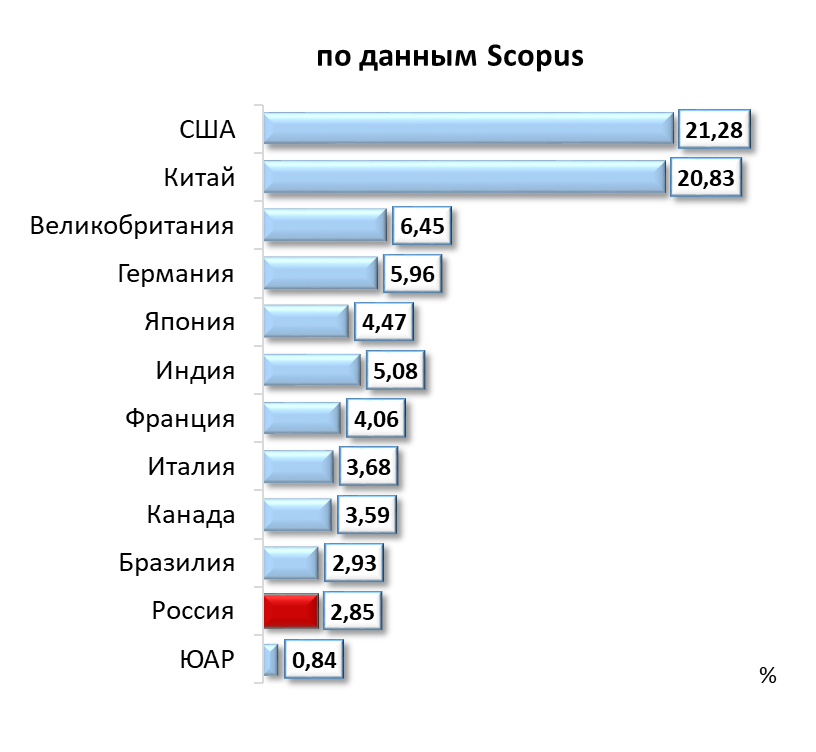 по данным Scopus
США 21,28
Китай 20,83
Великобритания 6,45
Германия 5,96
Япония 4,47
Индия 5,08
Франция 4,06
Италия 3,68
Канада 3,59
Бразилия 2,93
Россия 2,85
ЮАР 0,84
%